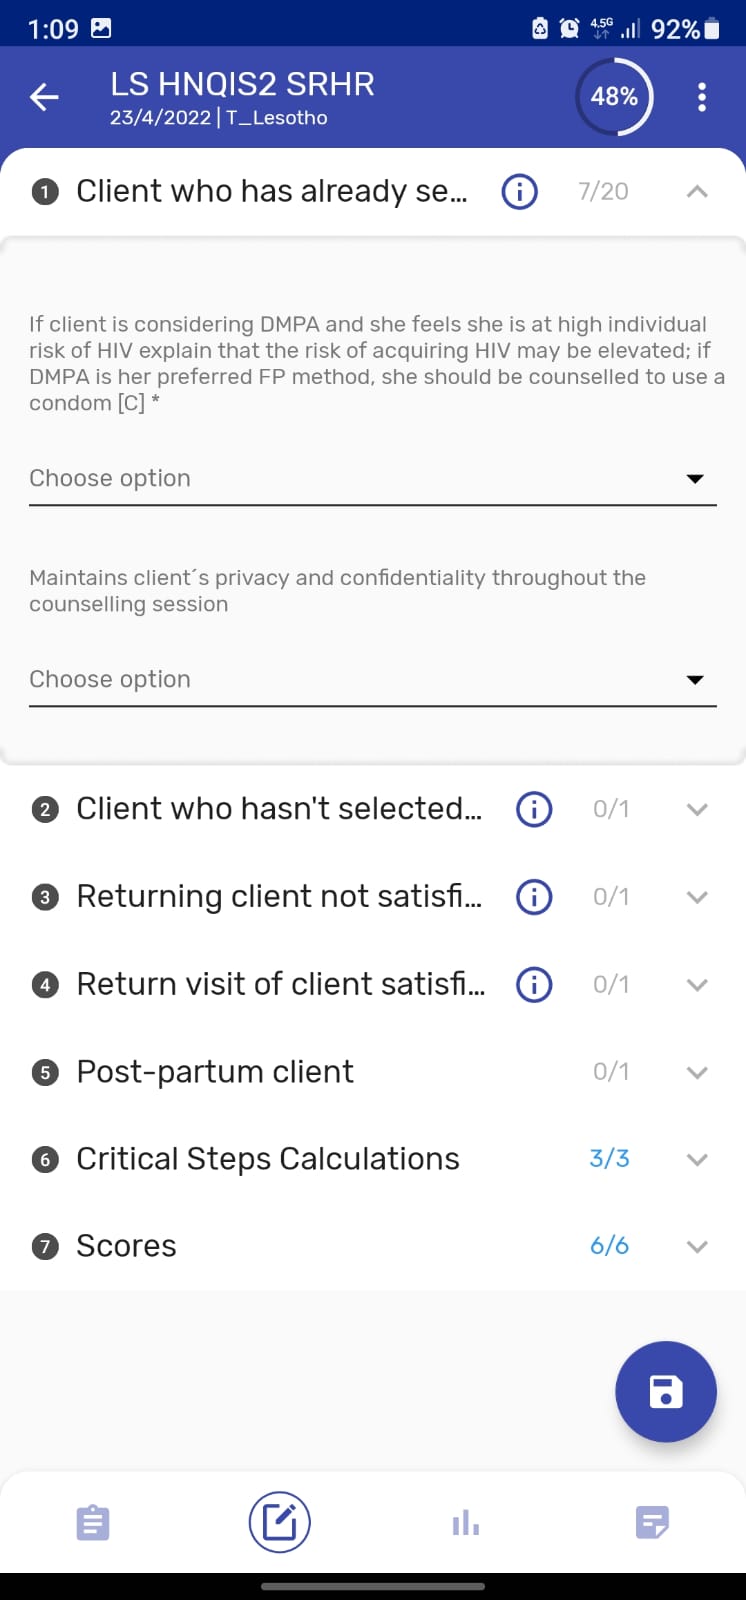 1:09
4.5G
92%
LS HNQIS2 SRHR
48%
23/4/2022 | T_Lesotho
1 Client who has already se... i 7/20
If client is considering DMPA and she feels she is at high individual
risk of HIV explain that the risk of acquiring HIV may be elevated; if
DMPA is her preferred FP method, she should be counselled to use a
condom [C] *
Choose option
Maintains client´s privacy and confidentiality throughout the
counselling session
Choose option
2 Client who hasn't selected... i 0/1
3 Returning client not satisfi... i 0/1
4 Return visit of client satisfi... i 0/1
5 Post-partum client 0/1
6 Critical Steps Calculations 3/3
7 Scores 6/6